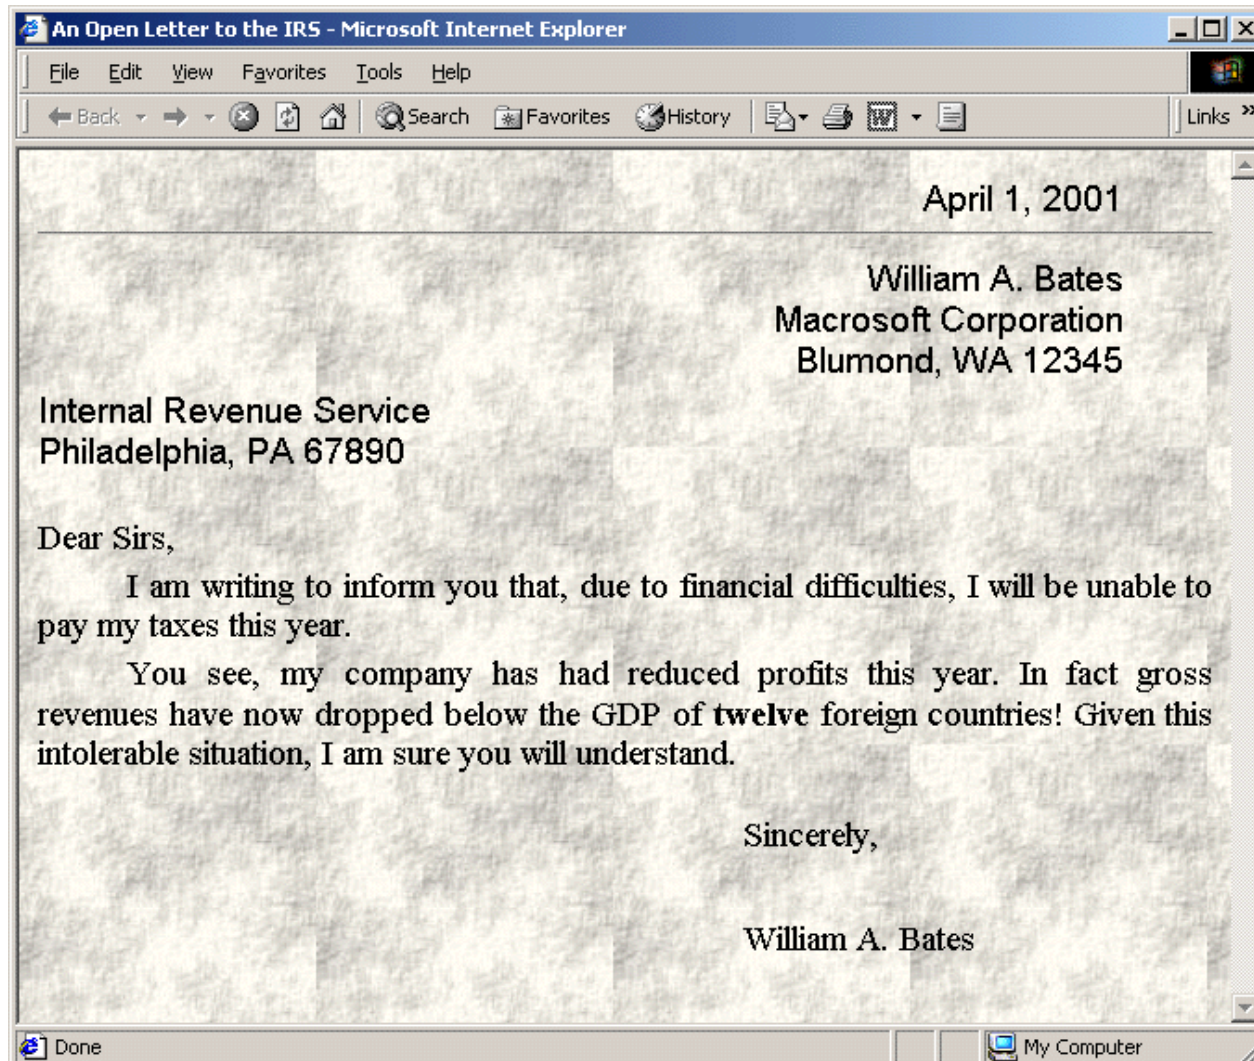 An Open Letter to the IRS - Microsoft Internet Explorer
File Edit View Favorites Tools Help
Back Search Favorites History Links »
April 1, 2001
William A. Bates
Macrosoft Corporation
Blumond, WA 12345
Internal Revenue Service
Philadelphia, PA 67890
Dear Sirs,
I am writing to inform you that, due to financial difficulties, I will be unable to
pay my taxes this year.
You see, my company has had reduced profits this year. In fact gross
revenues have now dropped below the GDP of twelve foreign countries! Given this
intolerable situation, I am sure you will understand.
Sincerely,
William A. Bates
Done My Computer